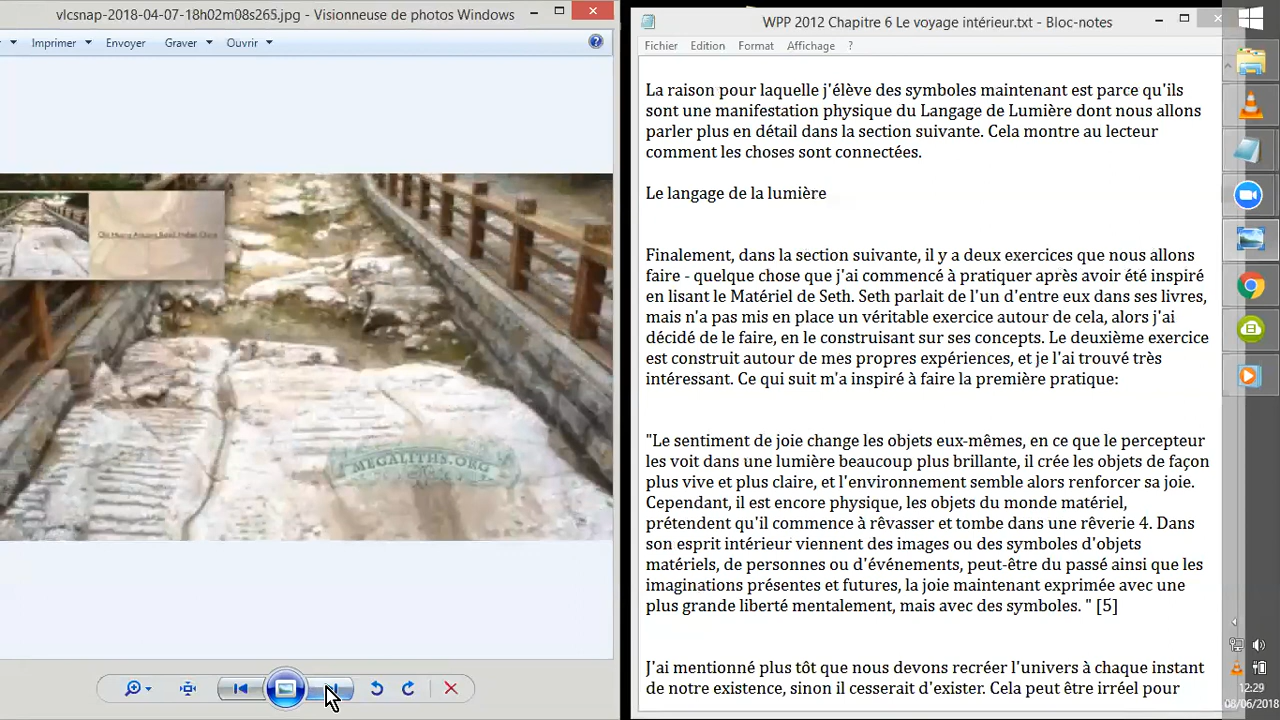 vlcsnap-2018-04-07-18h02m08s265.jpg - Visionneuse de photos Windows
Imprimer Envoyer Graver Ouvrir
MEGALITHS.ORG
WPP 2012 Chapitre 6 Le voyage intérieur.txt - Bloc-notes
Fichier Edition Format Affichage ?
La raison pour laquelle j'élève des symboles maintenant est parce qu'ils
sont une manifestation physique du Langage de Lumière dont nous allons
parler plus en détail dans la section suivante. Cela montre au lecteur
comment les choses sont connectées.
Le langage de la lumière
Finalement, dans la section suivante, il y a deux exercices que nous allons
faire - quelque chose que j'ai commencé à pratiquer après avoir été inspiré
en lisant le Matériel de Seth. Seth parlait de l'un d'entre eux dans ses livres,
mais n'a pas mis en place un véritable exercice autour de cela, alors j'ai
décidé de le faire, en le construisant sur ses concepts. Le deuxième exercice
est construit autour de mes propres expériences, et je l'ai trouvé très
intéressant. Ce qui suit m'a inspiré à faire la première pratique:
"Le sentiment de joie change les objets eux-mêmes, en ce que le percepteur
les voit dans une lumière beaucoup plus brillante, il crée les objets de façon
plus vive et plus claire, et l'environnement semble alors renforcer sa joie.
Cependant, il est encore physique, les objets du monde matériel,
prétendent qu'il commence à rêvasser et tombe dans une rêverie 4. Dans
son esprit intérieur viennent des images ou des symboles d'objets
matériels, de personnes ou d'événements, peut-être du passé ainsi que les
imaginations présentes et futures, la joie maintenant exprimée avec une
plus grande liberté mentalement, mais avec des symboles. " [5]
J'ai mentionné plus tôt que nous devons recréer l'univers à chaque instant
de notre existence, sinon il cesserait d'exister. Cela peut être irréel pour
12:29
08/06/2018